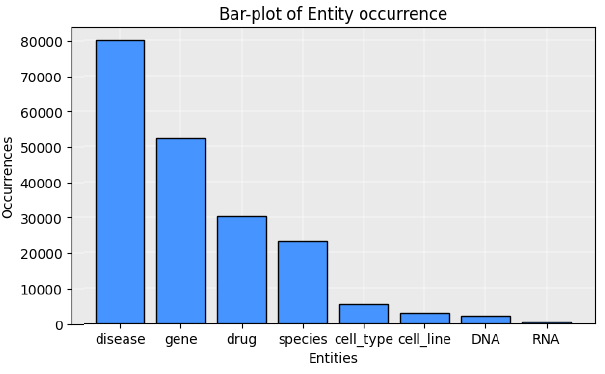 Bar-plot of Entity occurrence
Occurrences
80000
70000
60000
50000
40000
30000
20000
10000
0
disease gene drug species cell_type cell_line DNA RNA
Entities